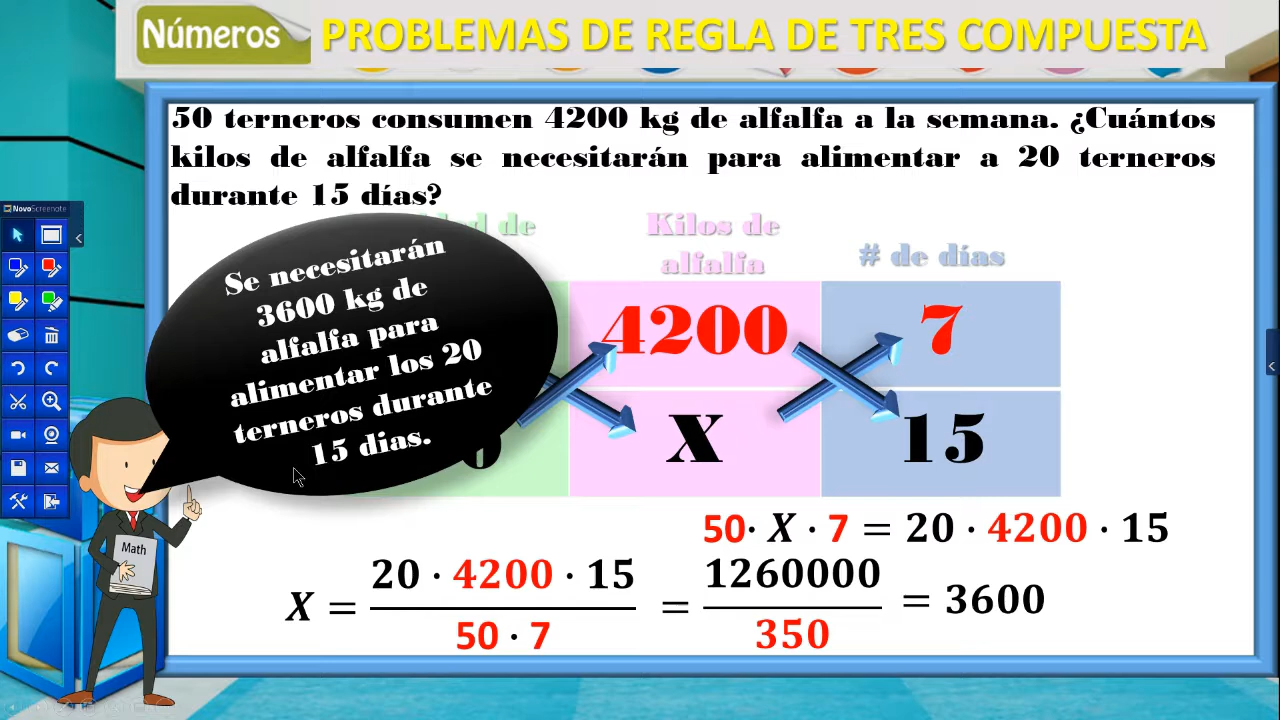 Números
PROBLEMAS DE REGLA DE TRES COMPUESTA
50 terneros consumen 4200 kg de alfalfa a la semana. ¿Cuántos
kilos de alfalfa se necesitarán para alimentar a 20 terneros
durante 15 días?
NovoScreenote
de
Kilos de
alfalfa
# de días
Se necesitarán
3600 kg de
alfalfa para
alimentar los 20
terneros durante
15 dias.
4200
7
0
X
15
Math
50· X · 7 = 20 · 4200 · 15
X = 20 · 4200 · 15 / 50 · 7 = 1260000 / 350 = 3600